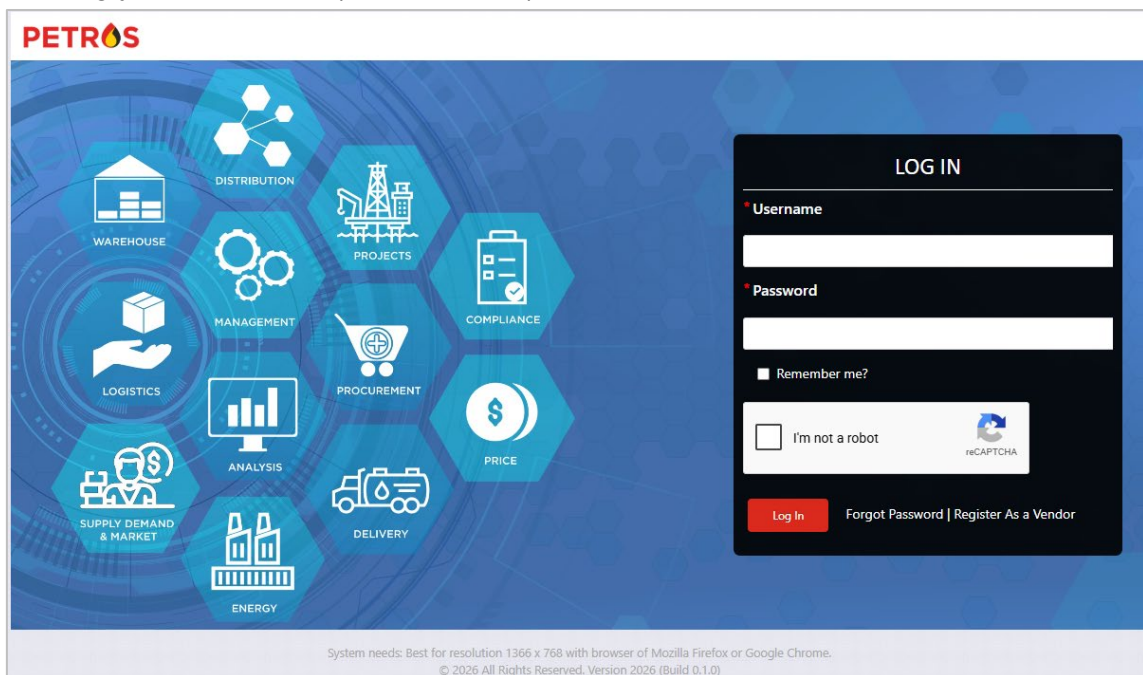 PETROS
DISTRIBUTION
WAREHOUSE
PROJECTS
MANAGEMENT
COMPLIANCE
LOGISTICS
PROCUREMENT
ANALYSIS
PRICE
SUPPLY DEMAND
& MARKET
DELIVERY
ENERGY
LOG IN
* Username
* Password
Remember me?
I'm not a robot
reCAPTCHA
Log In
Forgot Password | Register As a Vendor
System needs: Best for resolution 1366 x 768 with browser of Mozilla Firefox or Google Chrome.
© 2026 All Rights Reserved. Version 2026 (Build 0.1.0)